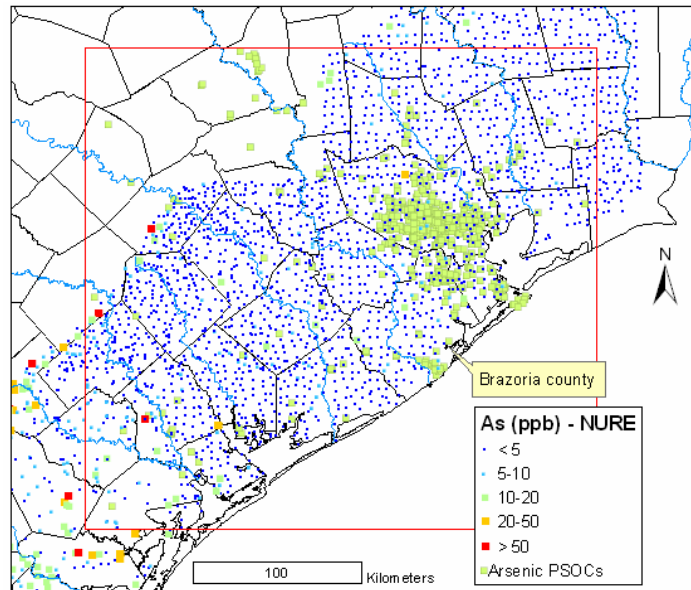 N
Brazoria county
As (ppb) - NURE
< 5
5-10
10-20
20-50
> 50
Arsenic PSOCs
100
Kilometers